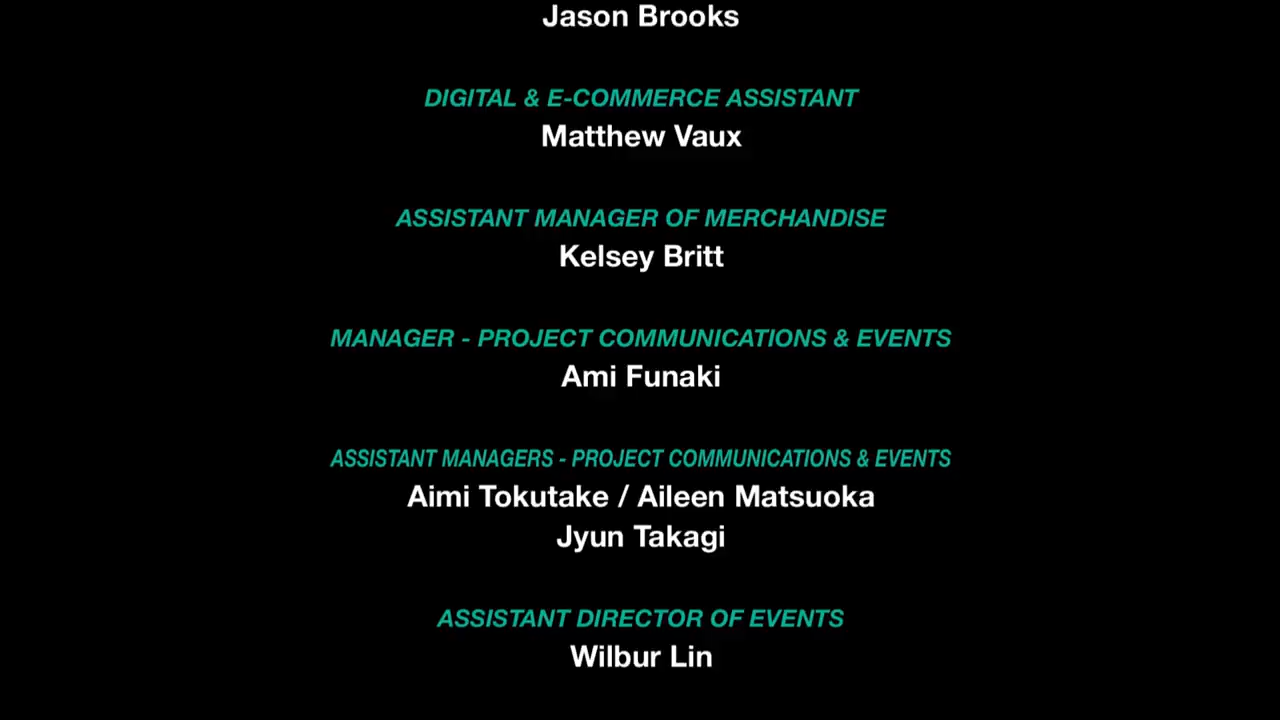 Jason Brooks
DIGITAL & E-COMMERCE ASSISTANT
Matthew Vaux
ASSISTANT MANAGER OF MERCHANDISE
Kelsey Britt
MANAGER - PROJECT COMMUNICATIONS & EVENTS
Ami Funaki
ASSISTANT MANAGERS - PROJECT COMMUNICATIONS & EVENTS
Aimi Tokutake / Aileen Matsuoka
Jyun Takagi
ASSISTANT DIRECTOR OF EVENTS
Wilbur Lin